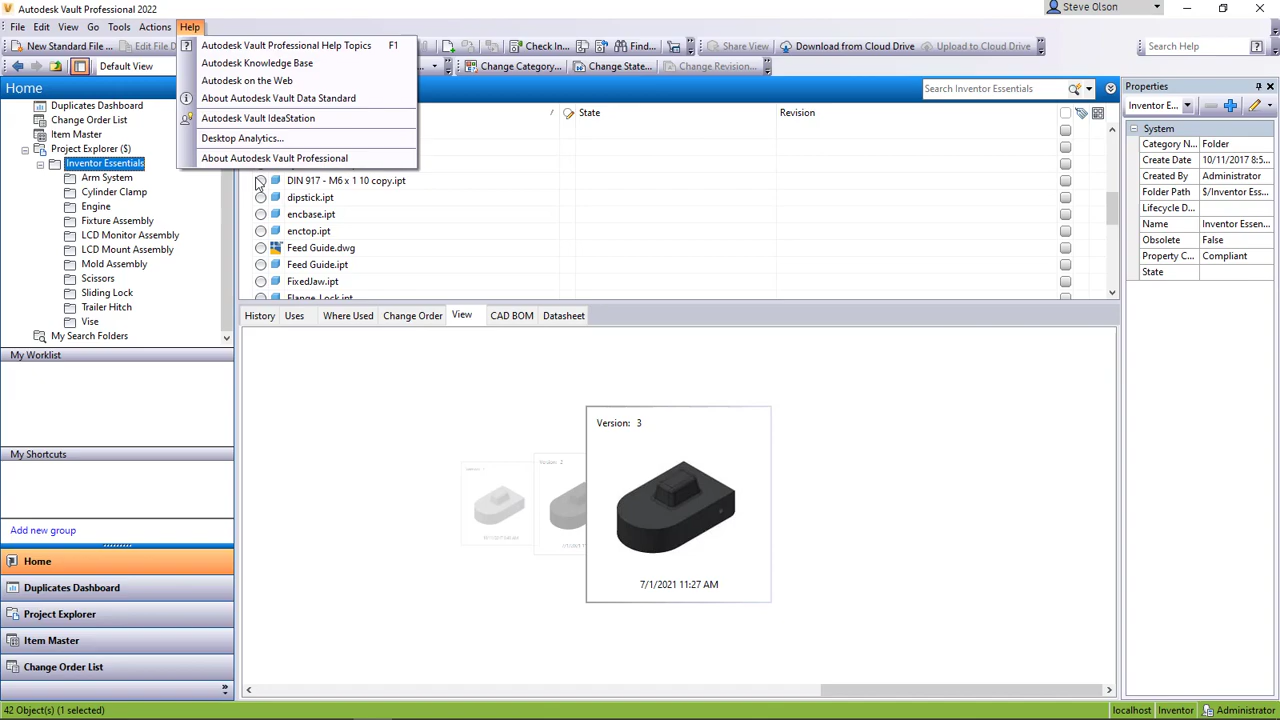 Autodesk Vault Professional 2022
Steve Olson
File Edit View Go Tools Actions Help
New Standard File ... Edit File D
Check In... Find... Share View Download from Cloud Drive Upload to Cloud Drive Search Help
Default View
Change Category... Change State... Change Revision...
Autodesk Vault Professional Help Topics F1
Autodesk Knowledge Base
Autodesk on the Web
About Autodesk Vault Data Standard
Autodesk Vault IdeaStation
Desktop Analytics...
About Autodesk Vault Professional
Home
Duplicates Dashboard
Change Order List
Item Master
Project Explorer ($)
Inventor Essentials
Arm System
Cylinder Clamp
Engine
Fixture Assembly
LCD Monitor Assembly
LCD Mount Assembly
Mold Assembly
Scissors
Sliding Lock
Trailer Hitch
Vise
My Search Folders
My Worklist
My Shortcuts
Add new group
Home
Duplicates Dashboard
Project Explorer
Item Master
Change Order List
Search Inventor Essentials
State Revision
DIN 917 - M6 x 1 10 copy.ipt
dipstick.ipt
encbase.ipt
enctop.ipt
Feed Guide.dwg
Feed Guide.ipt
FixedJaw.ipt
Flange_Lock.ipt
History Uses Where Used Change Order View CAD BOM Datasheet
Version: 2
Version: 3
7/1/2021 11:27 AM
Properties
Inventor E...
System
Category N...
Create Date 10/11/2017 8:5...
Created By Administrator
Folder Path $/Inventor Ess...
Lifecycle D...
Name Inventor Essen...
Obsolete False
Property C... Compliant
State
42 Object(s) (1 selected)
localhost Inventor Administrator